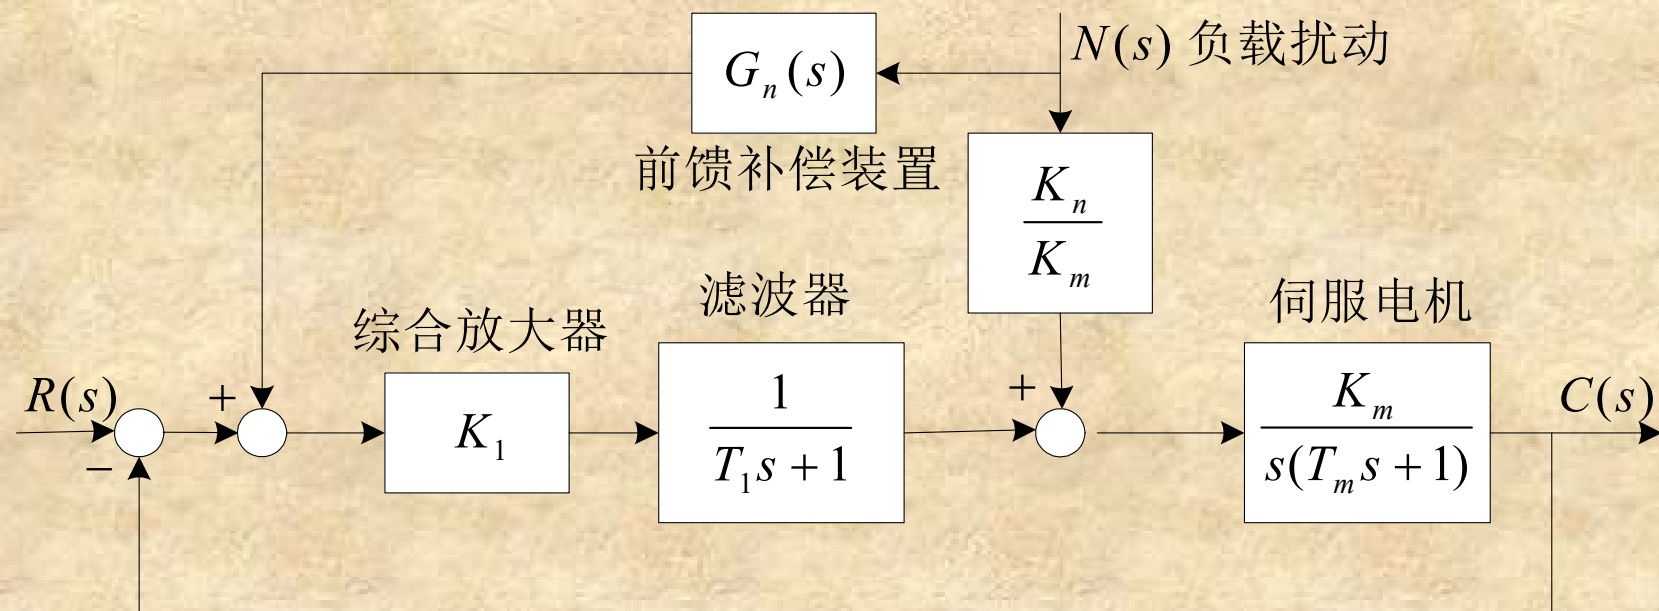 N(s) 负载扰动
G_n(s)
前馈补偿装置
K_n
K_m
滤波器
伺服电机
综合放大器
R(s)
+
K_1
1
T_1s + 1
+
K_m
s(T_ms + 1)
C(s)
−